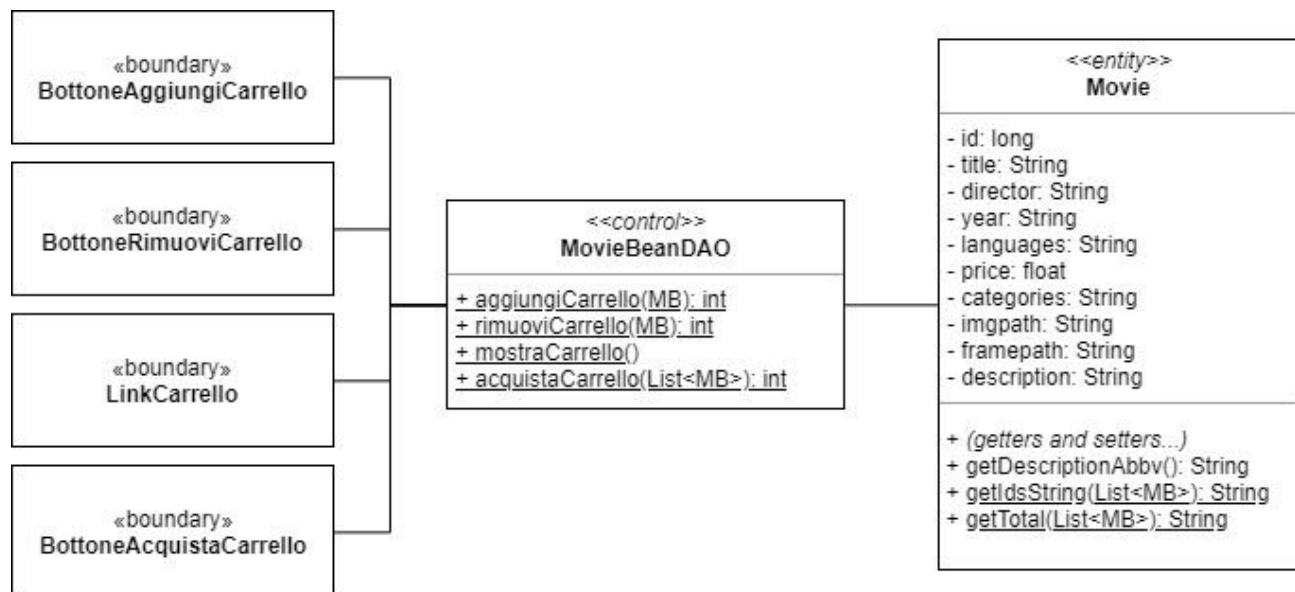 «boundary»
BottoneAggiungiCarrello
«boundary»
BottoneRimuoviCarrello
«boundary»
LinkCarrello
«boundary»
BottoneAcquistaCarrello
<<control>>
MovieBeanDAO
+ aggiungiCarrello(MB): int
+ rimuoviCarrello(MB): int
+ mostraCarrello()
+ acquistaCarrello(List<MB>): int
<<entity>>
Movie
- id: long
- title: String
- director: String
- year: String
- languages: String
- price: float
- categories: String
- imgpath: String
- framepath: String
- description: String
+ (getters and setters...)
+ getDescriptionAbbv(): String
+ getIdsString(List<MB>): String
+ getTotal(List<MB>): String